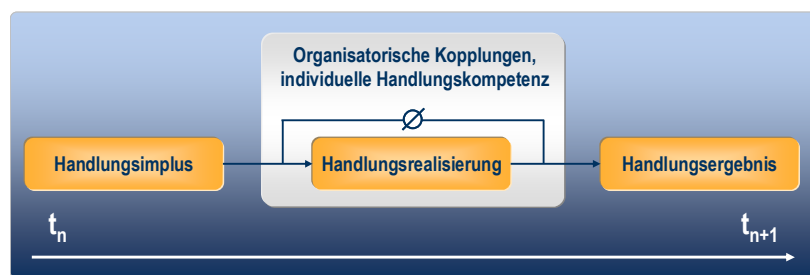 Organisatorische Kopplungen,
individuelle Handlungskompetenz
Handlungsimplus
Handlungsrealisierung
Handlungsergebnis
tn
tn+1